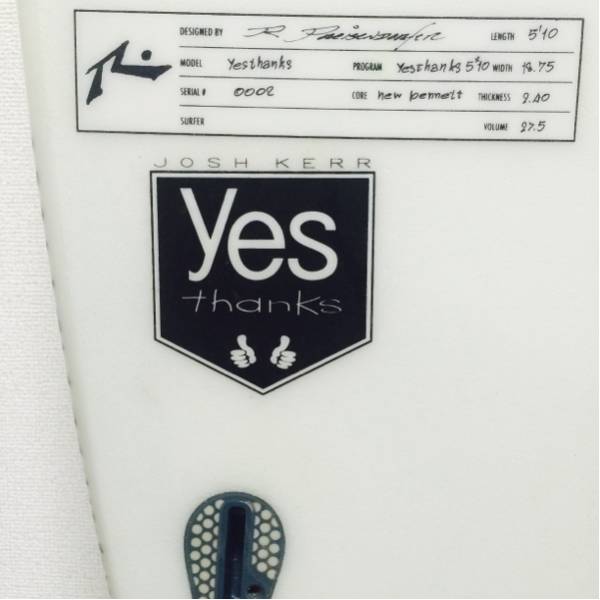 DESIGNED BY R. Preisendorfer LENGTH 5'10
MODEL Yesthanks PROGRAM Yesthanks 5'10 WIDTH 18.75
SERIAL # 0002 CORE new bennett THICKNESS 2.40
SURFER VOLUME 27.5
JOSH KERR
Yes
thanks